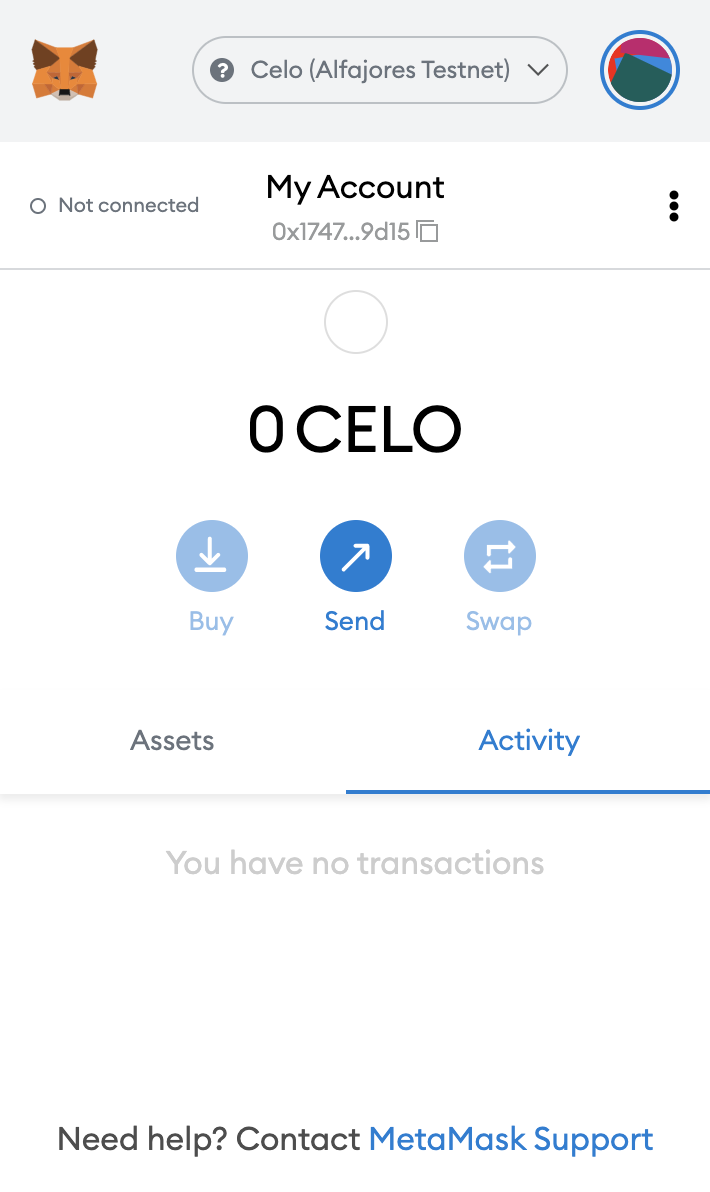 ? Celo (Alfajores Testnet)
Not connected
My Account
0x1747...9d15
0 CELO
Buy Send Swap
Assets Activity
You have no transactions
Need help? Contact MetaMask Support